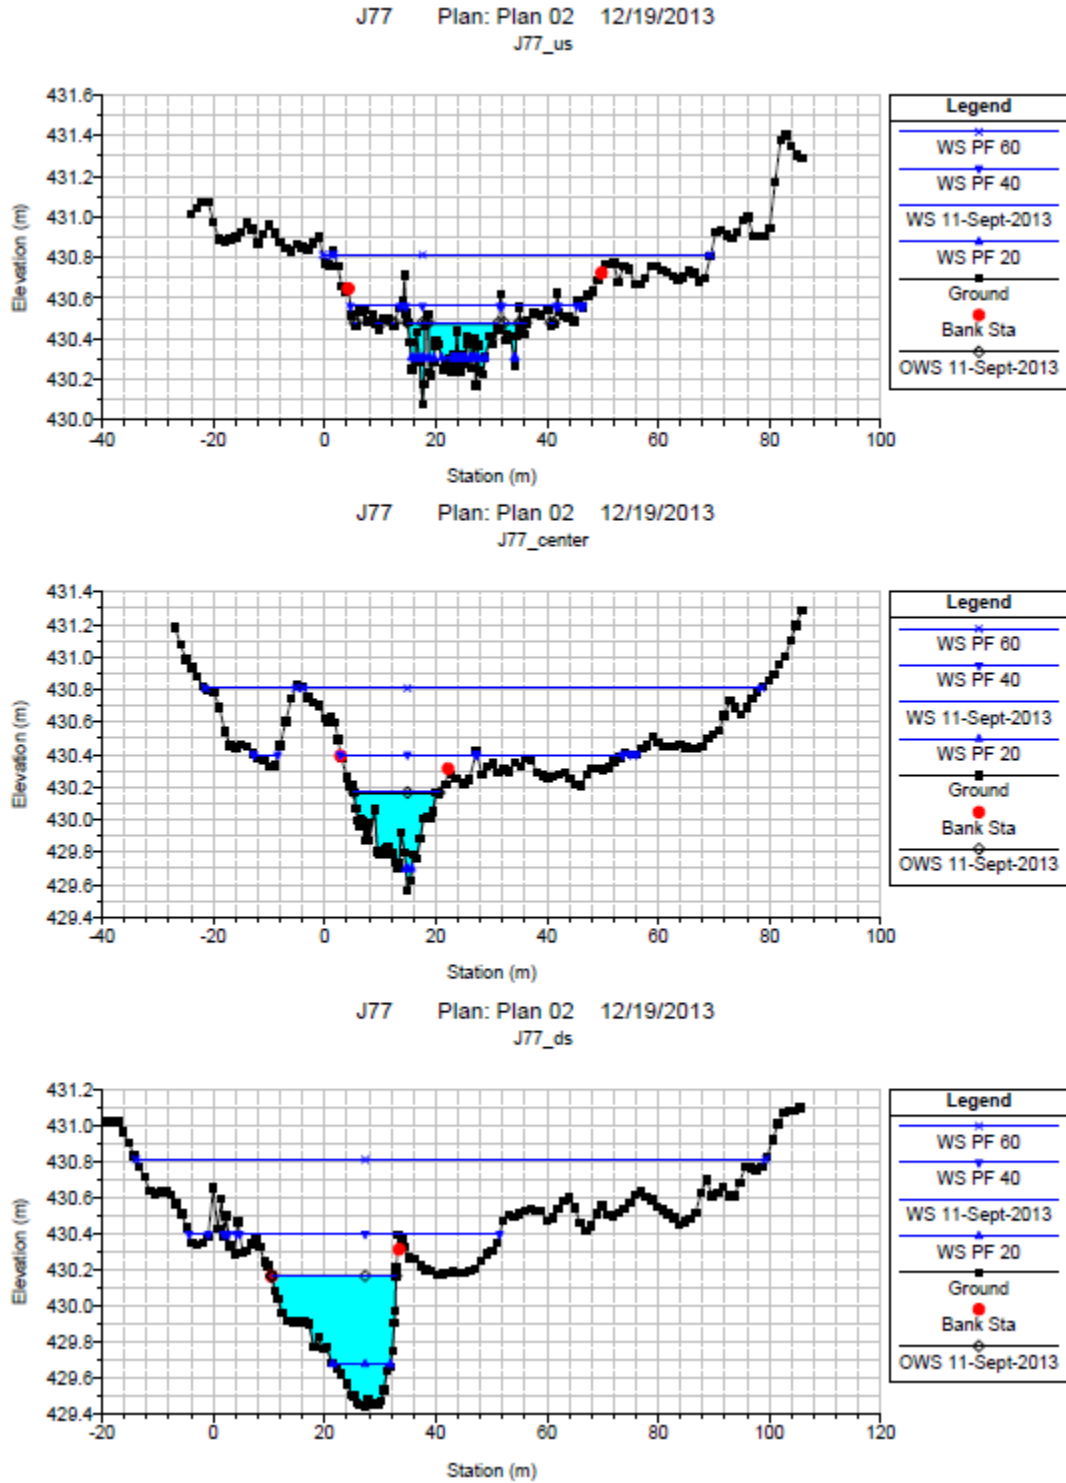 J77 Plan: Plan 02 12/19/2013
J77_us
Elevation (m)
431.6
431.4
431.2
431.0
430.8
430.6
430.4
430.2
430.0
-40 -20 0 20 40 60 80 100
Station (m)
Legend
WS PF 60
WS PF 40
WS 11-Sept-2013
WS PF 20
Ground
Bank Sta
OWS 11-Sept-2013
J77 Plan: Plan 02 12/19/2013
J77_center
Elevation (m)
431.4
431.2
431.0
430.8
430.6
430.4
430.2
430.0
429.8
429.6
429.4
-40 -20 0 20 40 60 80 100
Station (m)
Legend
WS PF 60
WS PF 40
WS 11-Sept-2013
WS PF 20
Ground
Bank Sta
OWS 11-Sept-2013
J77 Plan: Plan 02 12/19/2013
J77_ds
Elevation (m)
431.2
431.0
430.8
430.6
430.4
430.2
430.0
429.8
429.6
429.4
-20 0 20 40 60 80 100 120
Station (m)
Legend
WS PF 60
WS PF 40
WS 11-Sept-2013
WS PF 20
Ground
Bank Sta
OWS 11-Sept-2013